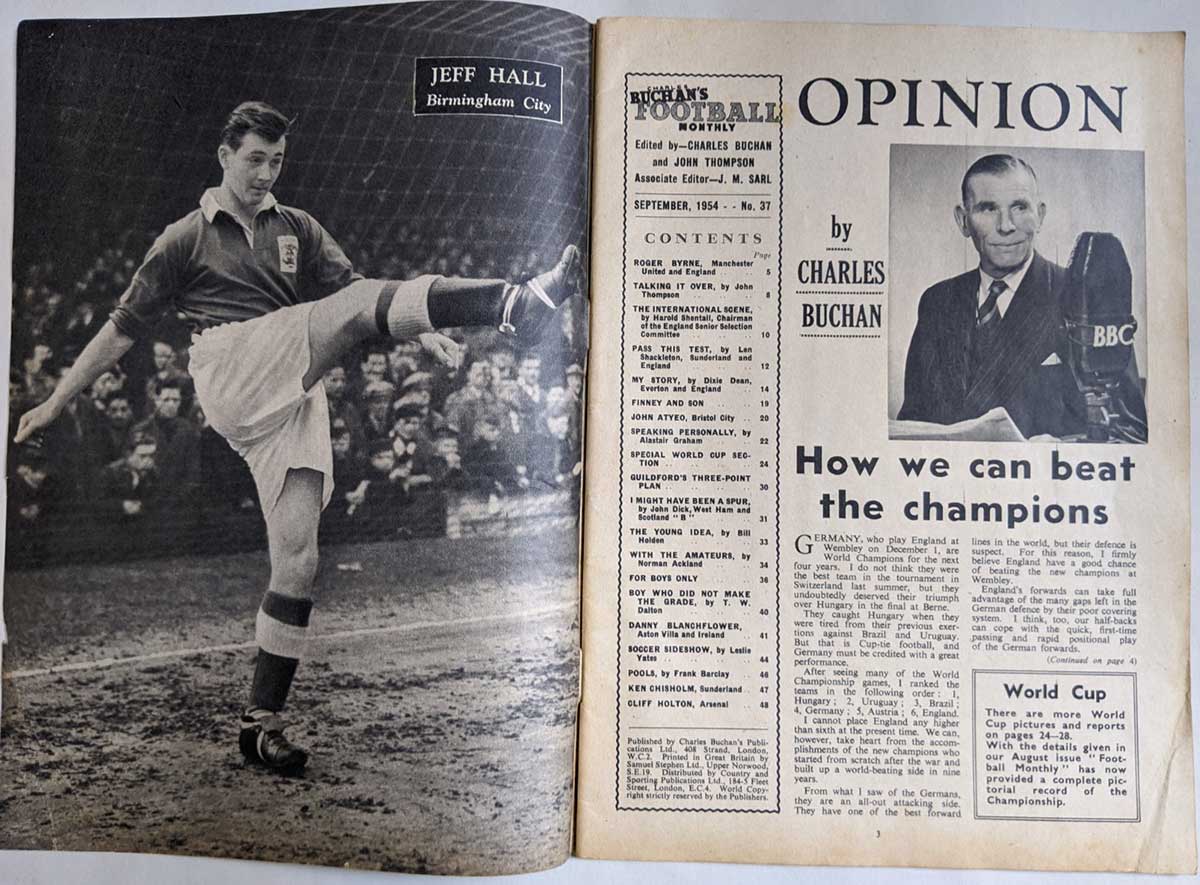 JEFF HALL
Birmingham City
CHARLES
BUCHAN'S
FOOTBALL
MONTHLY
Edited by—CHARLES BUCHAN
and JOHN THOMPSON
Associate Editor—J. M. SARL
SEPTEMBER, 1954 - - No. 37
CONTENTS
Page
ROGER BYRNE, Manchester
United and England .. .. 5
TALKING IT OVER, by John
Thompson .. .. .. 8
THE INTERNATIONAL SCENE,
by Harold Shentall, Chairman
of the England Senior Selection
Committee .. .. .. 10
PASS THIS TEST, by Len
Shackleton, Sunderland and
England .. .. .. 12
MY STORY, by Dixie Dean,
Everton and England .. 14
FINNEY AND SON .. .. 19
JOHN ATYEO, Bristol City .. 20
SPEAKING PERSONALLY, by
Alastair Graham .. .. 22
SPECIAL WORLD CUP SEC-
TION .. .. .. .. 24
GUILDFORD'S THREE-POINT
PLAN .. .. .. .. 30
I MIGHT HAVE BEEN A SPUR,
by John Dick, West Ham and
Scotland "B" .. .. .. 31
THE YOUNG IDEA, by Bill
Holden .. .. .. 33
WITH THE AMATEURS, by
Norman Ackland .. .. 34
FOR BOYS ONLY .. .. 36
BOY WHO DID NOT MAKE
THE GRADE, by T. W.
Dalton .. .. .. 40
DANNY BLANCHFLOWER,
Aston Villa and Ireland .. 41
SOCCER SIDESHOW, by Leslie
Yates .. .. .. .. 44
POOLS, by Frank Barclay .. 46
KEN CHISHOLM, Sunderland .. 47
CLIFF HOLTON, Arsenal .. 48
Published by Charles Buchan's Publi-
cations Ltd., 408 Strand, London,
W.C.2. Printed in Great Britain by
Samuel Stephen Ltd., Upper Norwood,
S.E.19. Distributed by Country and
Sporting Publications Ltd., 184-5 Fleet
Street, London, E.C.4. World Copy-
right strictly reserved by the Publishers.
OPINION
by
CHARLES
BUCHAN
BBC
How we can beat
the champions
GERMANY, who play England at
Wembley on December 1, are
World Champions for the next
four years. I do not think they were
the best team in the tournament in
Switzerland last summer, but they
undoubtedly deserved their triumph
over Hungary in the final at Berne.
They caught Hungary when they
were tired from their previous exer-
tions against Brazil and Uruguay.
But that is Cup-tie football, and
Germany must be credited with a great
performance.
After seeing many of the World
Championship games, I ranked the
teams in the following order: 1,
Hungary; 2, Uruguay; 3, Brazil;
4, Germany; 5, Austria; 6, England.
I cannot place England any higher
than sixth at the present time. We can,
however, take heart from the accom-
plishments of the new champions who
started from scratch after the war and
built up a world-beating side in nine
years.
From what I saw of the Germans,
they are an all-out attacking side.
They have one of the best forward
lines in the world, but their defence is
suspect. For this reason, I firmly
believe England have a good chance
of beating the new champions at
Wembley.
England's forwards can take full
advantage of the many gaps left in the
German defence by their poor covering
system. I think, too, our half-backs
can cope with the quick, first-time
passing and rapid positional play
of the German forwards.
(Continued on page 4)
World Cup
There are more World
Cup pictures and reports
on pages 24—28.
With the details given in
our August issue "Foot-
ball Monthly" has now
provided a complete pic-
torial record of the
Championship.
3